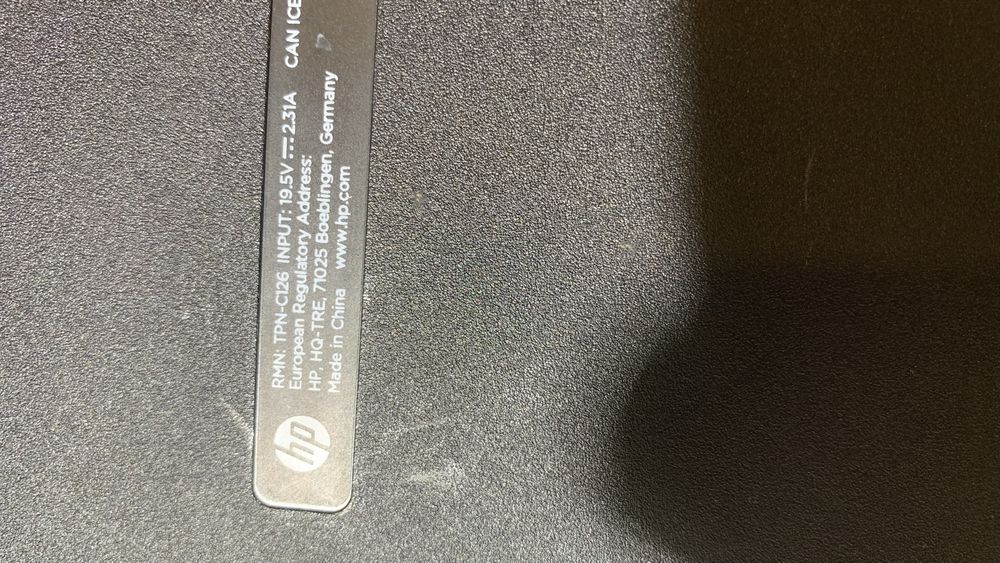 hp
RMN: TPN-C126 INPUT: 19.5V⎓2.31A CAN ICE
European Regulatory Address:
HP, HQ-TRE, 71025 Boeblingen, Germany
Made in China www.hp.com